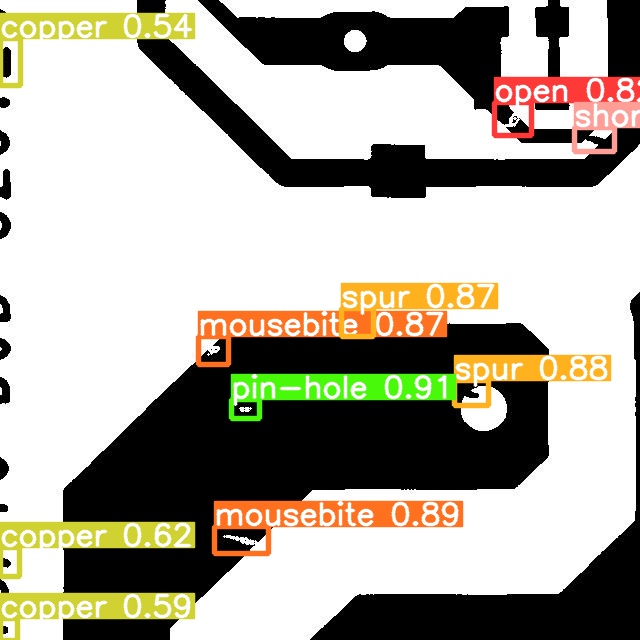 copper 0.54
open 0.8
shor
spur 0.87
mousebite 0.87
spur 0.88
pin-hole 0.91
mousebite 0.89
copper 0.62
copper 0.59